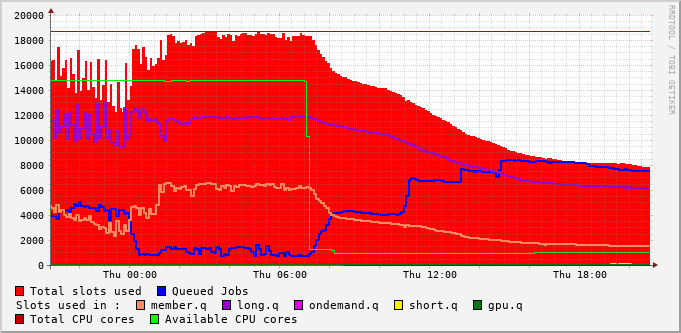 RRDTOOL / TOBI OETIKER
20000
18000
16000
14000
12000
10000
8000
6000
4000
2000
0
Thu 00:00 Thu 06:00 Thu 12:00 Thu 18:00
Total slots used Queued Jobs
Slots used in : member.q long.q ondemand.q short.q gpu.q
Total CPU cores Available CPU cores